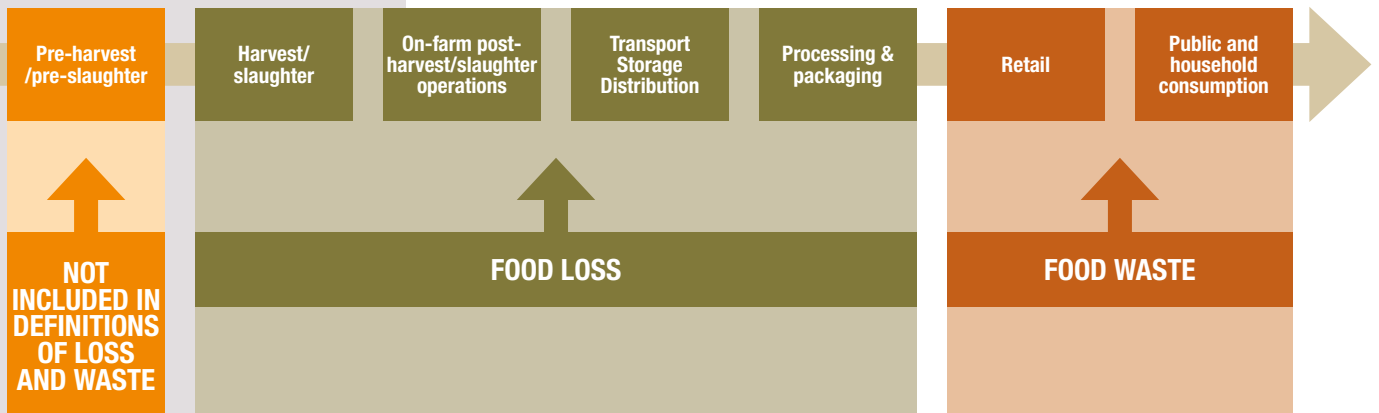 Pre-harvest
/pre-slaughter
Harvest/
slaughter
On-farm post-
harvest/slaughter
operations
Transport
Storage
Distribution
Processing &
packaging
Retail
Public and
household
consumption
NOT
INCLUDED IN
DEFINITIONS
OF LOSS
AND WASTE
FOOD LOSS
FOOD WASTE